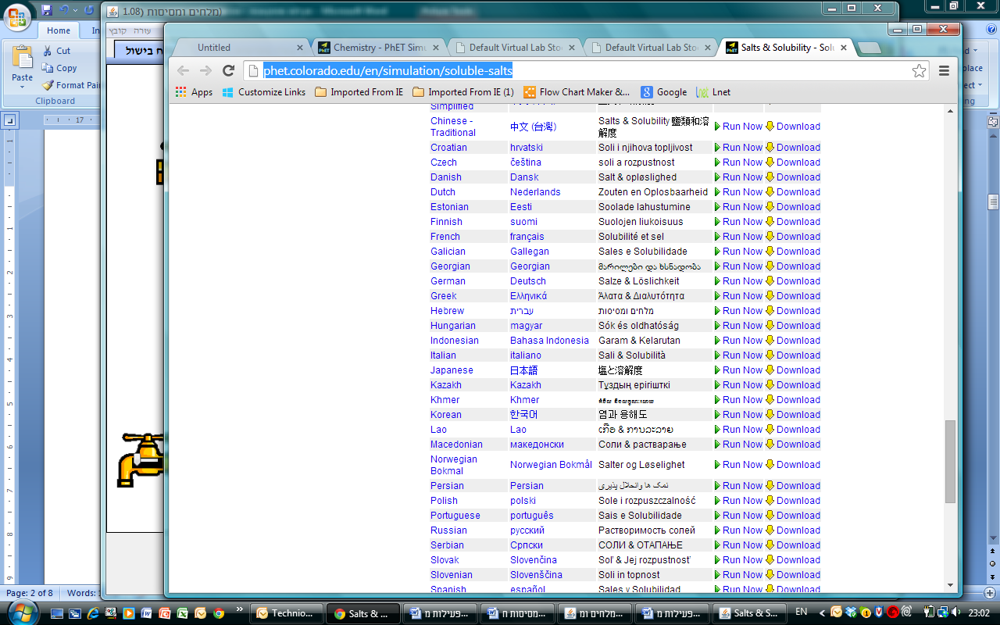 1.08) מלחים ומסיסות)
Home
Cut
Copy
Format Pain
Paste
Clipboard
קובץ עזרה
Untitled
Chemistry - PhET Simu
Default Virtual Lab Sto
Default Virtual Lab Sto
Salts & Solubility - Sol
phet.colorado.edu/en/simulation/soluble-salts
Apps Customize Links Imported From IE Imported From IE (1) Flow Chart Maker &... Google Lnet
Simplified
Chinese - Traditional 中文 (台灣) Salts & Solubility 鹽類和溶解度 Run Now Download
Croatian hrvatski Soli i njihova topljivost Run Now Download
Czech čeština soli a rozpustnost Run Now Download
Danish Dansk Salt & opløslighed Run Now Download
Dutch Nederlands Zouten en Oplosbaarheid Run Now Download
Estonian Eesti Soolade lahustumine Run Now Download
Finnish suomi Suolojen liukoisuus Run Now Download
French français Solubilité et sel Run Now Download
Galician Gallegan Sales e Solubilidade Run Now Download
Georgian Georgian მარილები და ხსნადობა Run Now Download
German Deutsch Salze & Löslichkeit Run Now Download
Greek Ελληνικά Άλατα & Διαλυτότητα Run Now Download
Hebrew עברית מלחים ומסיסות Run Now Download
Hungarian magyar Sók és oldhatóság Run Now Download
Indonesian Bahasa Indonesia Garam & Kelarutan Run Now Download
Italian italiano Sali & Solubilità Run Now Download
Japanese 日本語 塩と溶解度 Run Now Download
Kazakh Kazakh Тұздың ерігішткі Run Now Download
Khmer Khmer Run Now Download
Korean 한국어 염과 용해도 Run Now Download
Lao Lao ເກືອ & ການລະລາຍ Run Now Download
Macedonian македонски Соли & растварање Run Now Download
Norwegian Bokmal Norwegian Bokmål Salter og Løselighet Run Now Download
Persian Persian نمک ها وانحلال پذیری Run Now Download
Polish polski Sole i rozpuszczalność Run Now Download
Portuguese português Sais e Solubilidade Run Now Download
Russian русский Растворимость солей Run Now Download
Serbian Српски СОЛИ & ОТАПАЊЕ Run Now Download
Slovak Slovenčina Soľ & Jej rozpustnosť Run Now Download
Slovenian Slovenščina Soli in topnost Run Now Download
Spanish español Sales y Solubilidad Run Now Download
Page: 2 of 8 Words:
Technio... Salts & ... פעילות מ... מסיסות ח... מלחים ומ... פעילות מ... Salts & S... EN 23:02